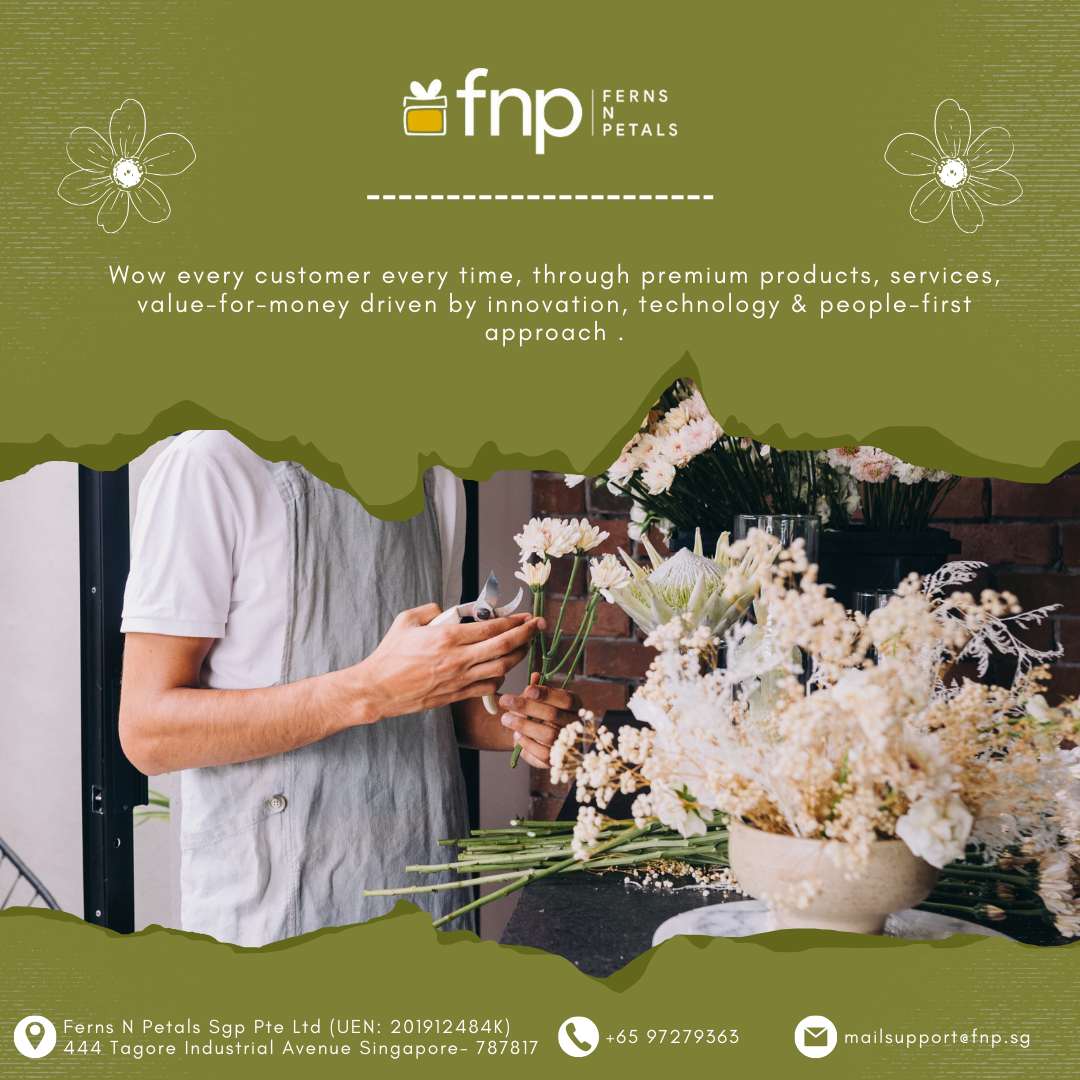 fnp
FERNS
N
PETALS
Wow every customer every time, through premium products, services,
value-for-money driven by innovation, technology & people-first
approach .
Ferns N Petals Sgp Pte Ltd (UEN: 201912484K)
444 Tagore Industrial Avenue Singapore- 787817
+65 97279363
mailsupport@fnp.sg